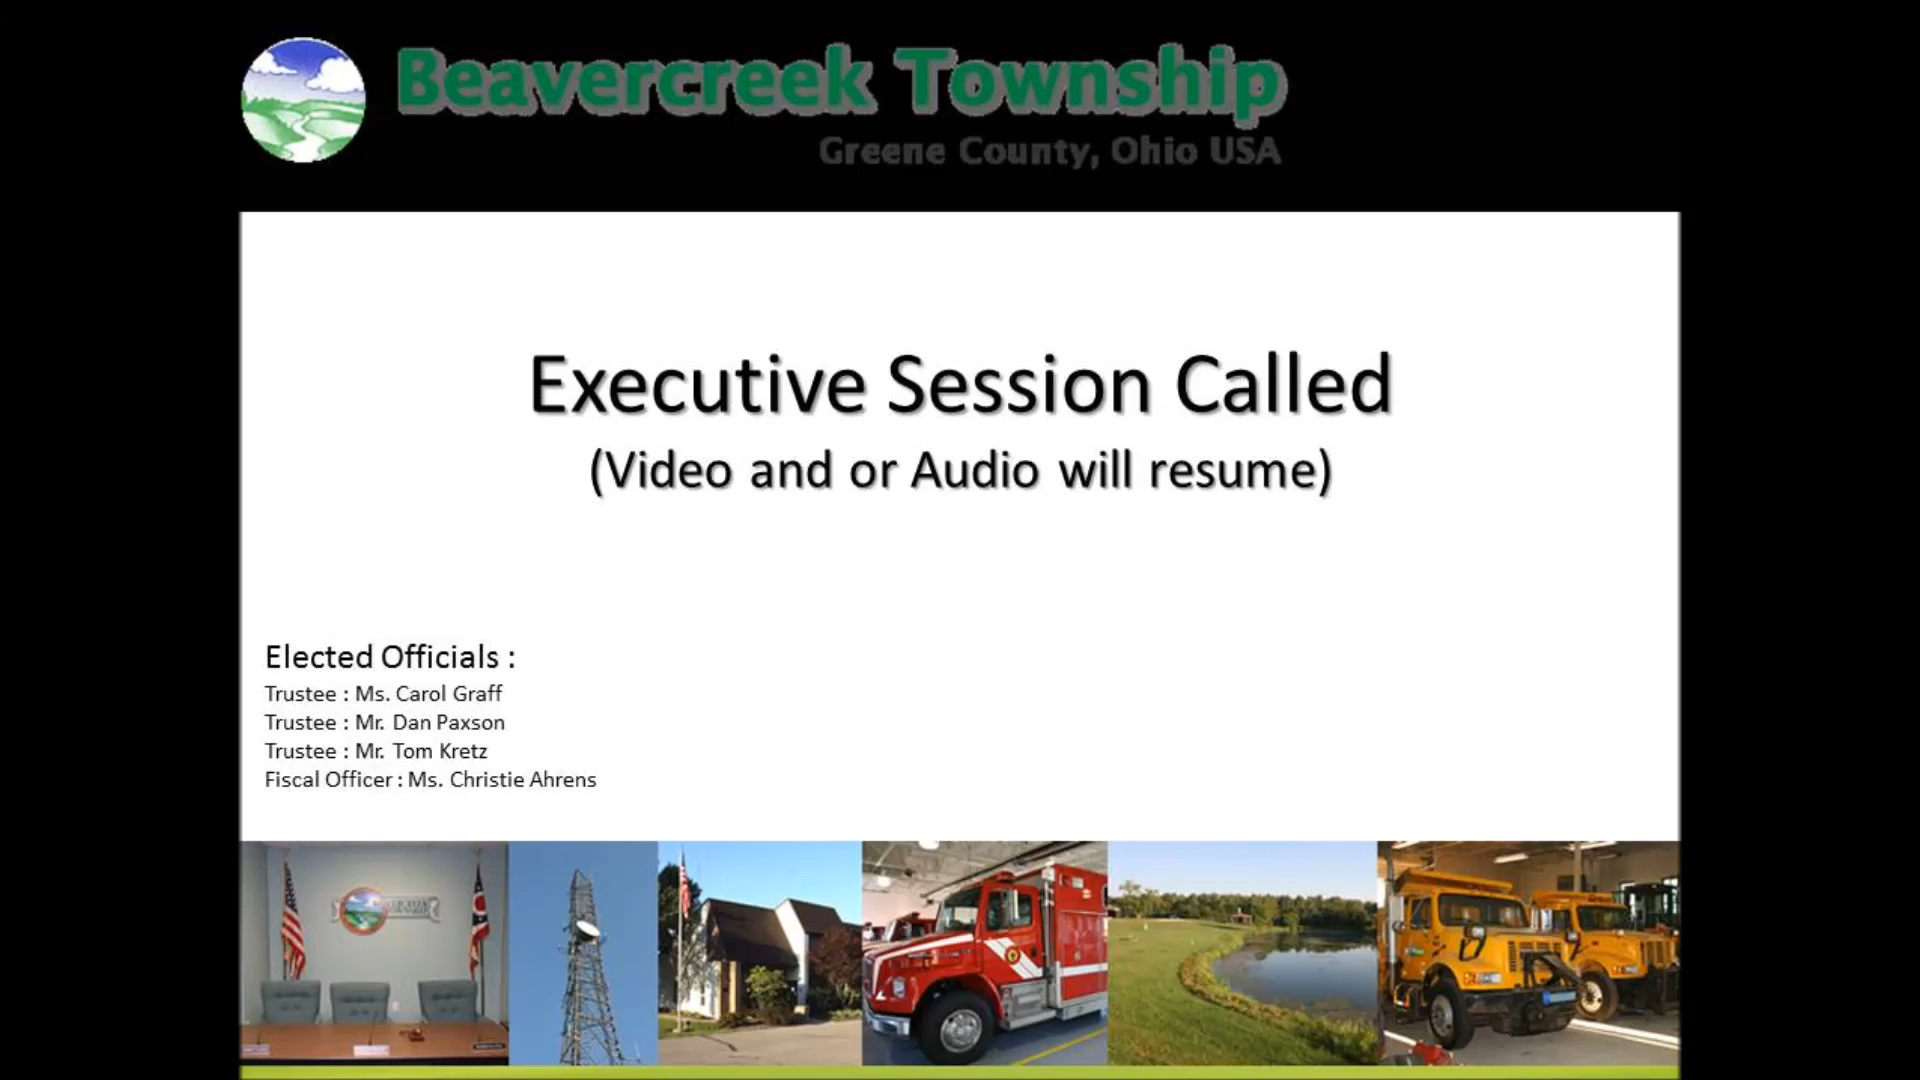 Beavercreek Township
Greene County, Ohio USA
Executive Session Called
(Video and or Audio will resume)
Elected Officials :
Trustee : Ms. Carol Graff
Trustee : Mr. Dan Paxson
Trustee : Mr. Tom Kretz
Fiscal Officer : Ms. Christie Ahrens